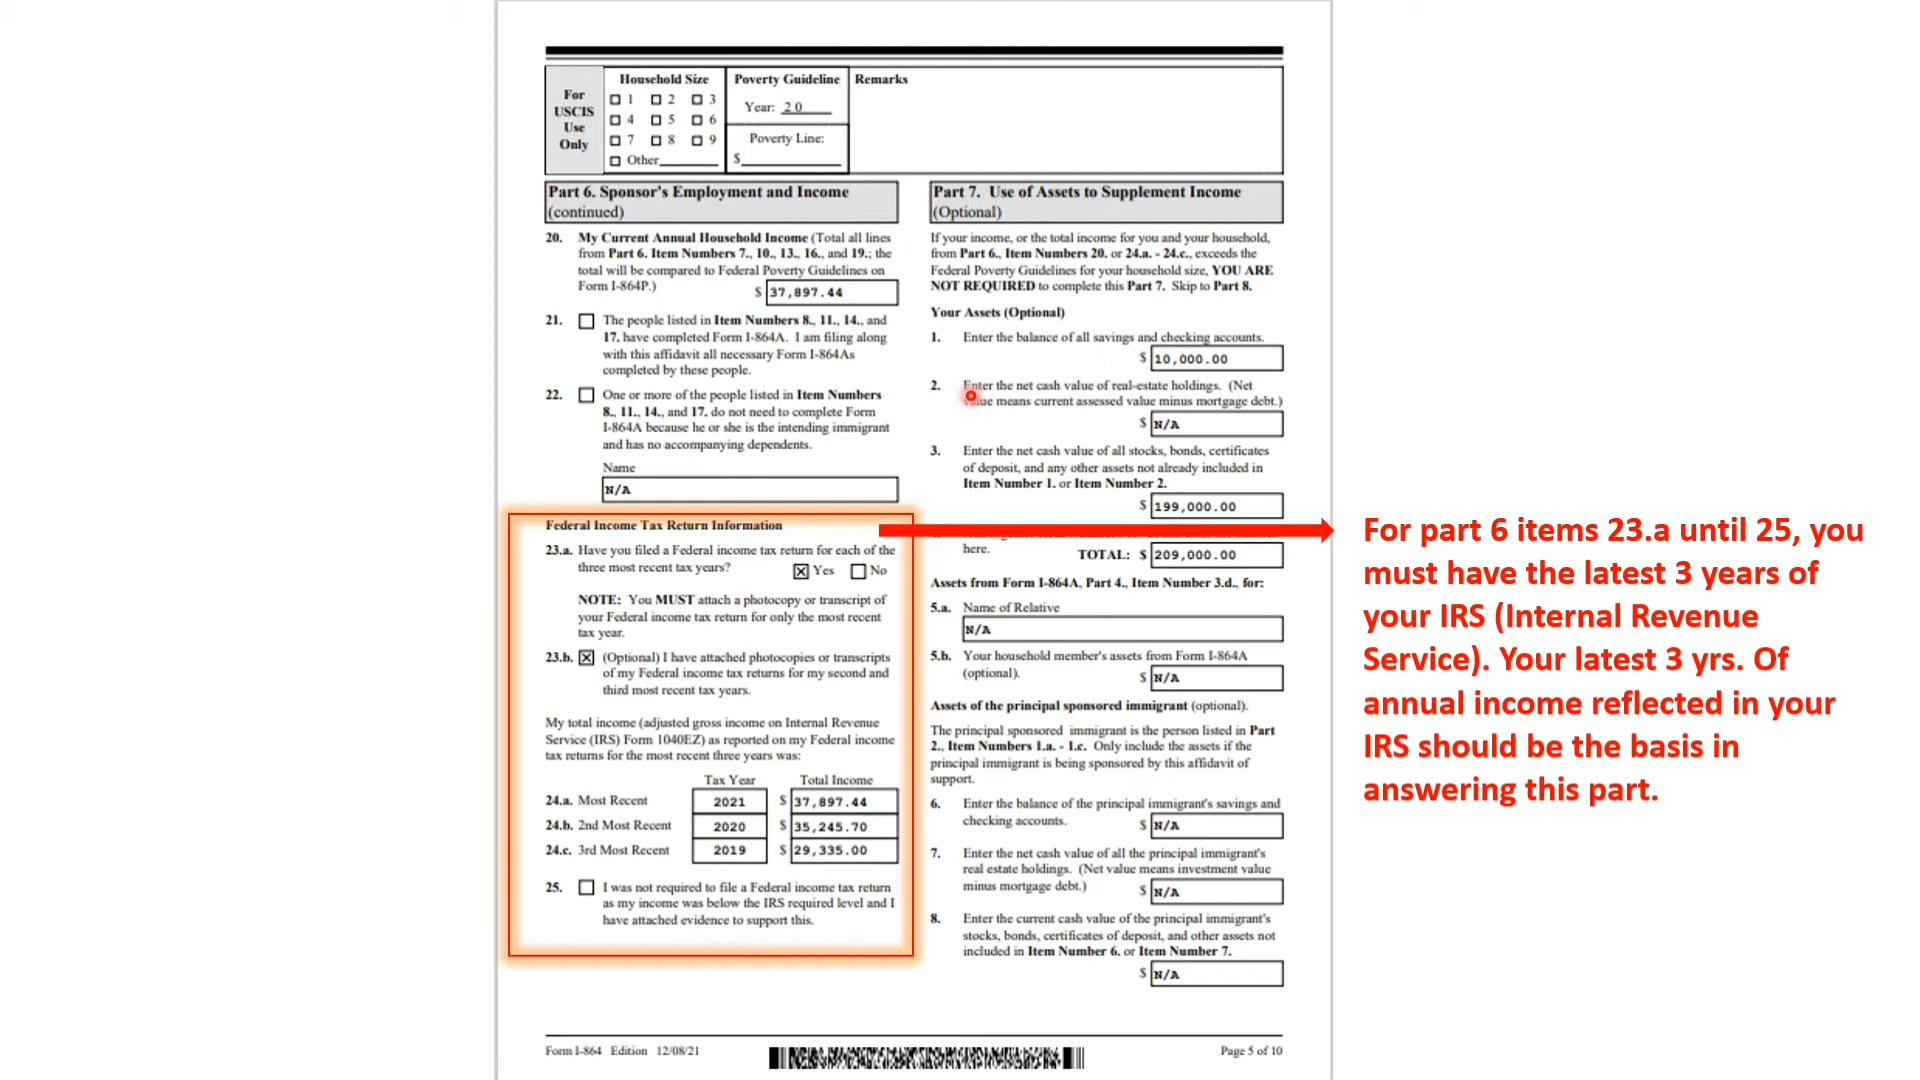 For
USCIS
Use
Only
Household Size
1 2 3
4 5 6
7 8 9
Other
Poverty Guideline
Year: 20
Poverty Line:
$
Remarks
Part 6. Sponsor's Employment and Income
(continued)
20. My Current Annual Household Income (Total all lines
from Part 6. Item Numbers 7., 10., 13., 16., and 19.; the
total will be compared to Federal Poverty Guidelines on
Form I-864P.)
$ 37,897.44
21. The people listed in Item Numbers 8., 11., 14., and
17. have completed Form I-864A. I am filing along
with this affidavit all necessary Form I-864As
completed by these people.
22. One or more of the people listed in Item Numbers
8., 11., 14., and 17. do not need to complete Form
I-864A because he or she is the intending immigrant
and has no accompanying dependents.
Name
N/A
Federal Income Tax Return Information
23.a. Have you filed a Federal income tax return for each of the
three most recent tax years?
Yes No
NOTE: You MUST attach a photocopy or transcript of
your Federal income tax return for only the most recent
tax year.
23.b. (Optional) I have attached photocopies or transcripts
of my Federal income tax returns for my second and
third most recent tax years.
My total income (adjusted gross income on Internal Revenue
Service (IRS) Form 1040EZ) as reported on my Federal income
tax returns for the most recent three years was:
Tax Year Total Income
24.a. Most Recent 2021 $ 37,897.44
24.b. 2nd Most Recent 2020 $ 35,245.70
24.c. 3rd Most Recent 2019 $ 29,335.00
25. I was not required to file a Federal income tax return
as my income was below the IRS required level and I
have attached evidence to support this.
Part 7. Use of Assets to Supplement Income
(Optional)
If your income, or the total income for you and your household,
from Part 6., Item Numbers 20. or 24.a. - 24.c., exceeds the
Federal Poverty Guidelines for your household size, YOU ARE
NOT REQUIRED to complete this Part 7. Skip to Part 8.
Your Assets (Optional)
1. Enter the balance of all savings and checking accounts.
$ 10,000.00
2. Enter the net cash value of real-estate holdings. (Net
value means current assessed value minus mortgage debt.)
$ N/A
3. Enter the net cash value of all stocks, bonds, certificates
of deposit, and any other assets not already included in
Item Number 1. or Item Number 2.
$ 199,000.00
here. TOTAL: $ 209,000.00
Assets from Form I-864A, Part 4., Item Number 3.d., for:
5.a. Name of Relative
N/A
5.b. Your household member's assets from Form I-864A
(optional).
$ N/A
Assets of the principal sponsored immigrant (optional).
The principal sponsored immigrant is the person listed in Part
2., Item Numbers 1.a. - 1.c. Only include the assets if the
principal immigrant is being sponsored by this affidavit of
support.
6. Enter the balance of the principal immigrant's savings and
checking accounts.
$ N/A
7. Enter the net cash value of all the principal immigrant's
real estate holdings. (Net value means investment value
minus mortgage debt.)
$ N/A
8. Enter the current cash value of the principal immigrant's
stocks, bonds, certificates of deposit, and other assets not
included in Item Number 6. or Item Number 7.
$ N/A
Form I-864 Edition 12/08/21
Page 5 of 10
For part 6 items 23.a until 25, you
must have the latest 3 years of
your IRS (Internal Revenue
Service). Your latest 3 yrs. Of
annual income reflected in your
IRS should be the basis in
answering this part.